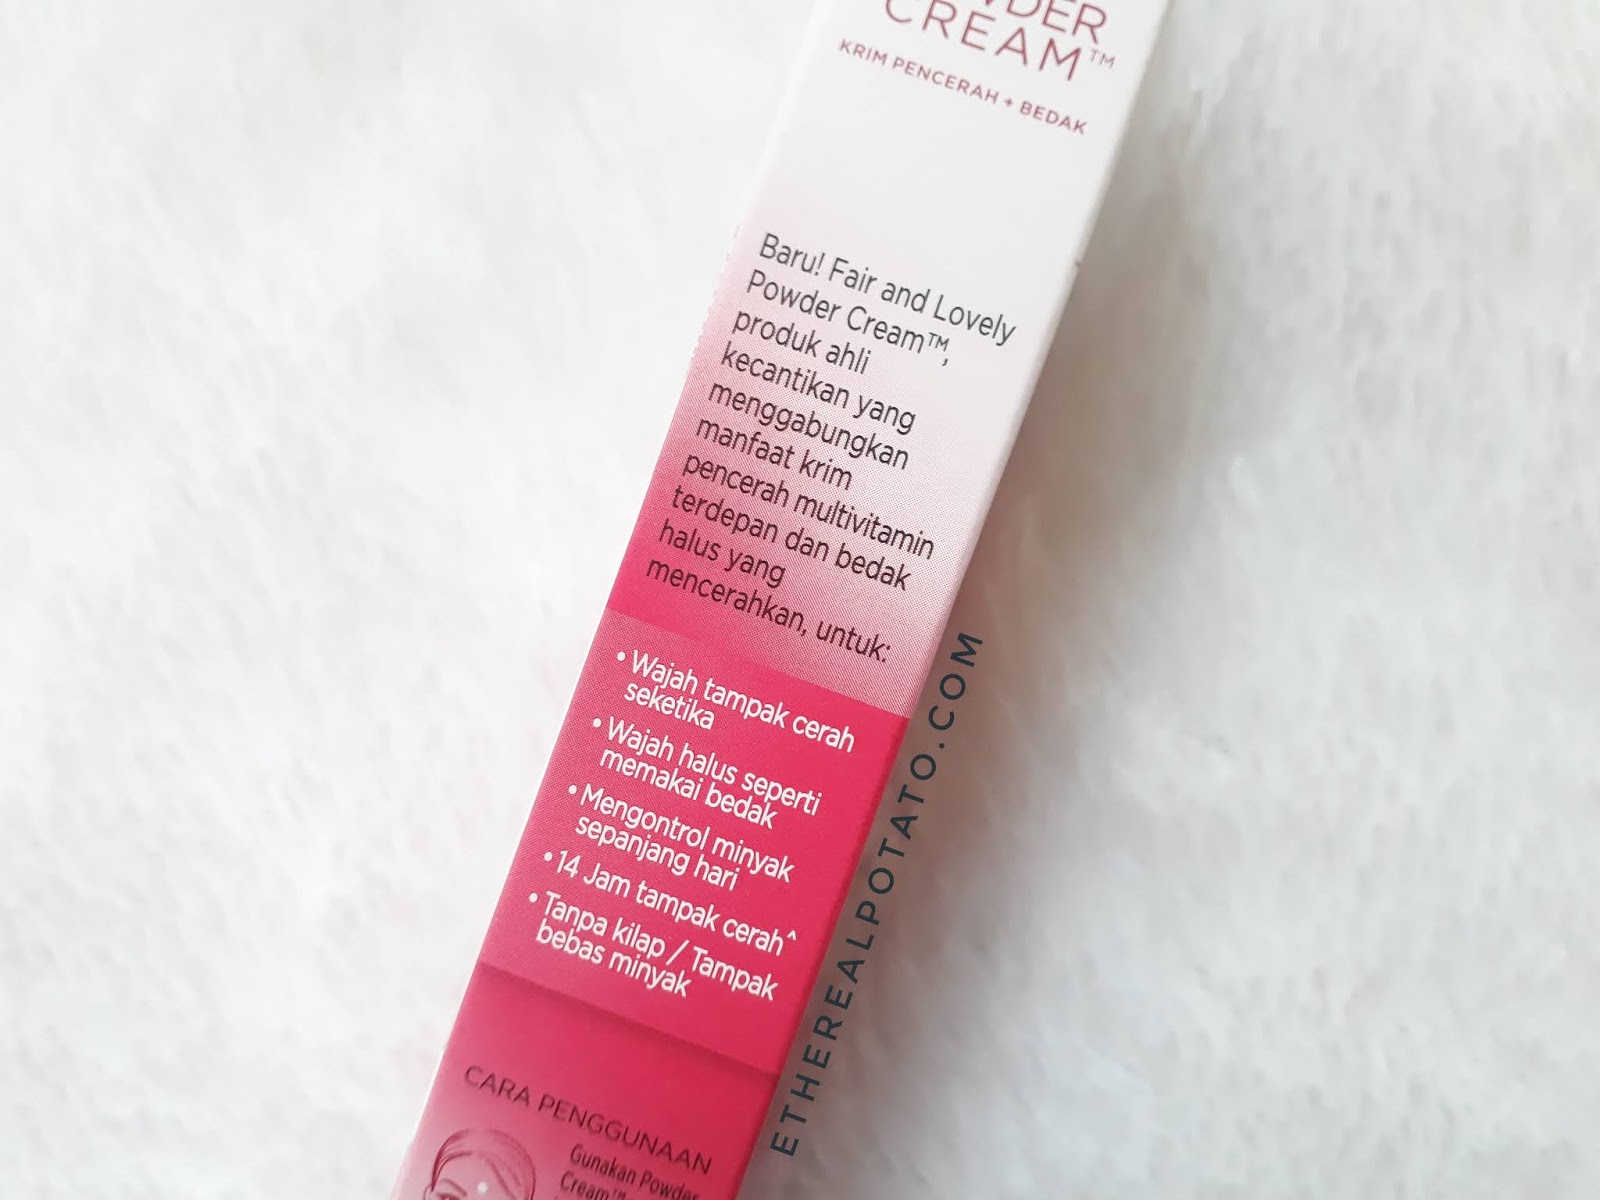 CREAM™
KRIM PENCERAH + BEDAK
Baru! Fair and Lovely
Powder Cream™,
produk ahli
kecantikan yang
menggabungkan
manfaat krim
pencerah multivitamin
terdepan dan bedak
halus yang
mencerahkan, untuk:
• Wajah tampak cerah
seketika
• Wajah halus seperti
memakai bedak
• Mengontrol minyak
sepanjang hari
• 14 Jam tampak cerah^
• Tanpa kilap / Tampak
bebas minyak
CARA PENGGUNAAN
Gunakan Powder
Cream™
ETHEREALPOTATO.COM